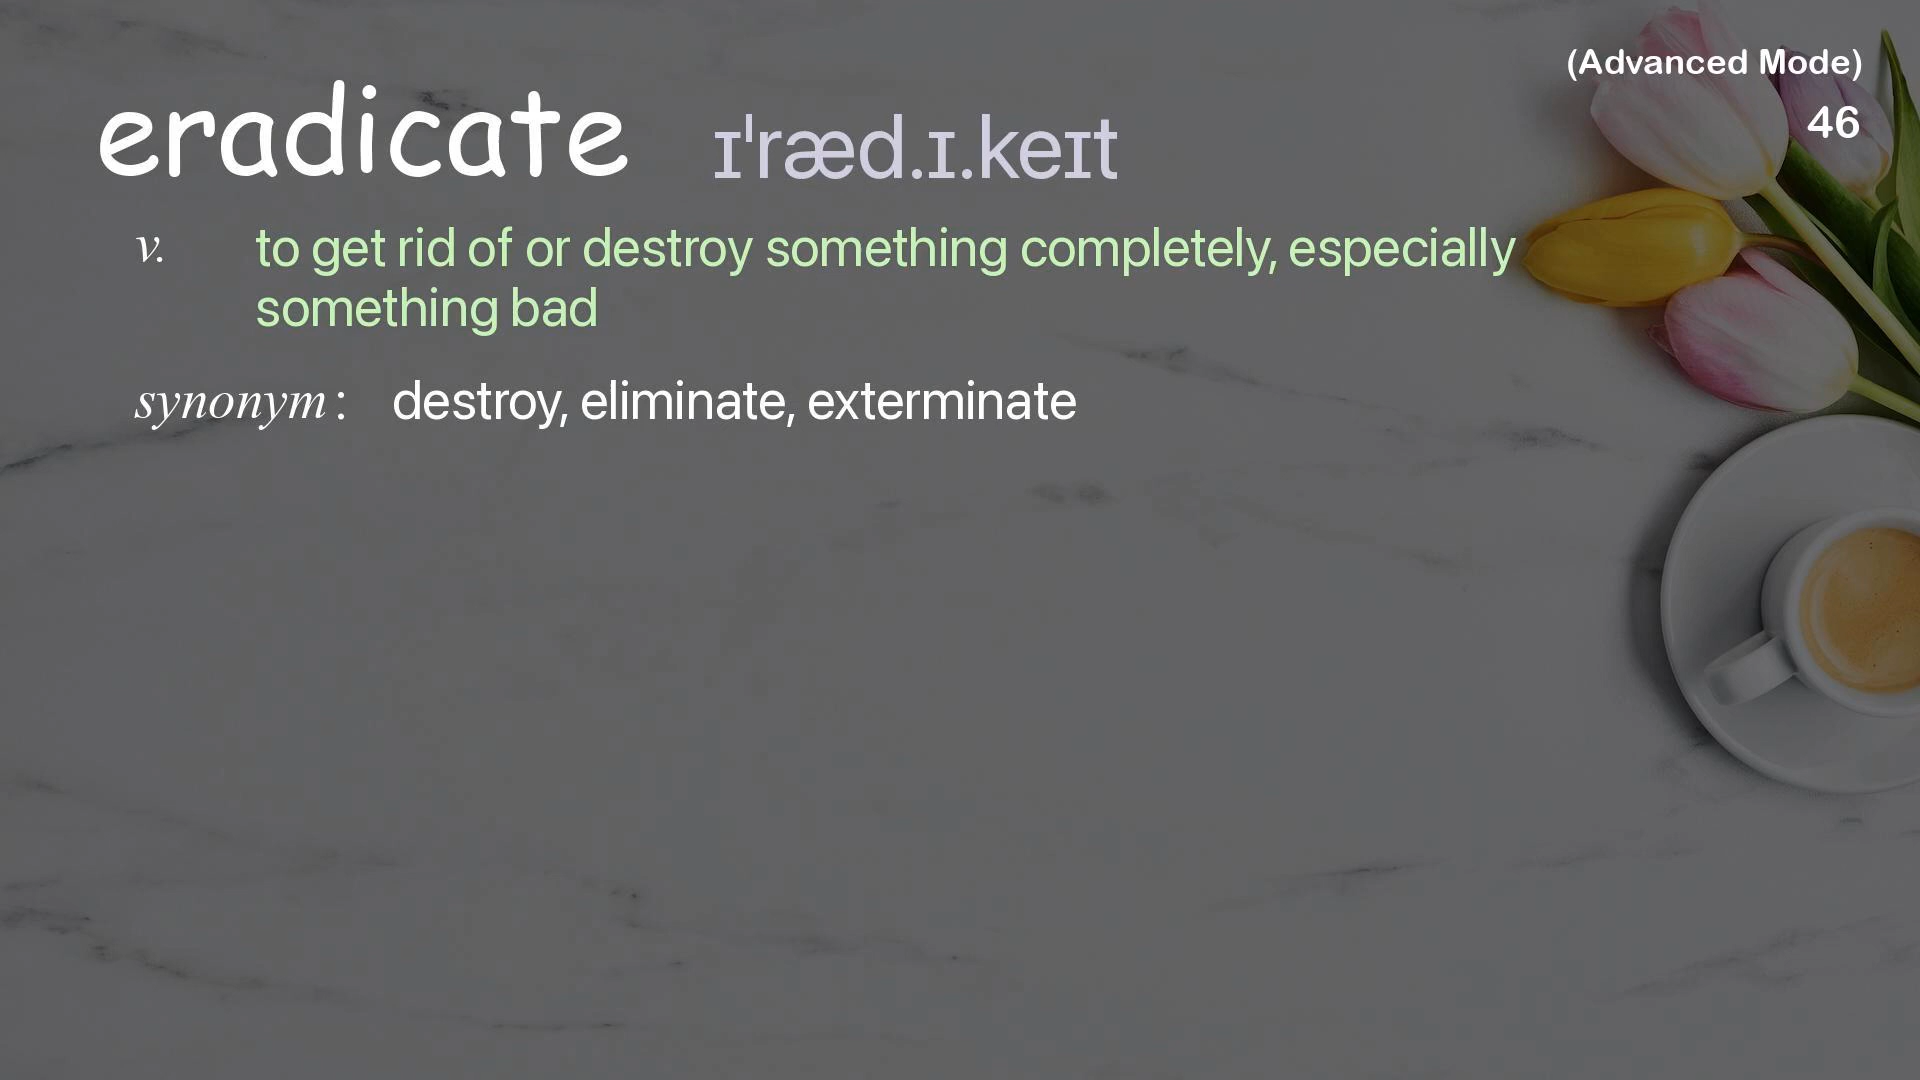 (Advanced Mode)
eradicate ɪˈræd.ɪ.keɪt
46
v. to get rid of or destroy something completely, especially
something bad
synonym : destroy, eliminate, exterminate